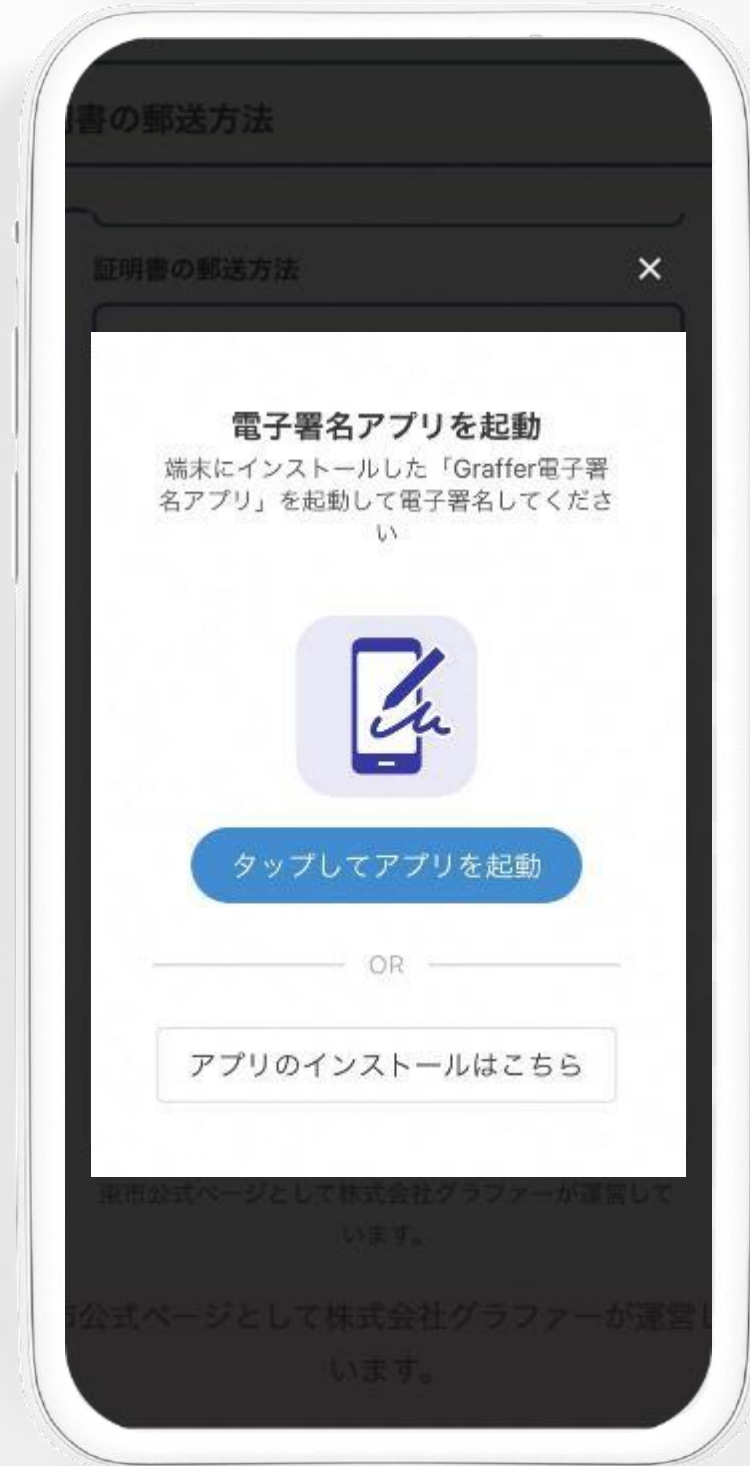 書の郵送方法
証明書の郵送方法
×
電子署名アプリを起動
端末にインストールした「Graffer電子署
名アプリ」を起動して電子署名してくださ
い
タップしてアプリを起動
OR
アプリのインストールはこちら
東市公式ページとして株式会社グラファーが運営して
います。
市公式ページとして株式会社グラファーが運営し
います。